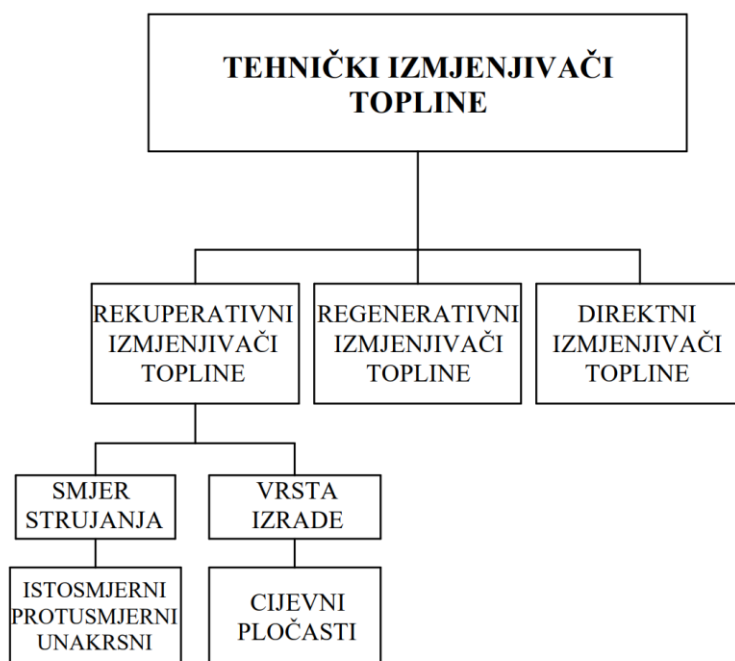 TEHNIČKI IZMJENJIVAČI
TOPLINE
REKUPERATIVNI
IZMJENJIVAČI
TOPLINE
REGENERATIVNI
IZMJENJIVAČI
TOPLINE
DIREKTNI
IZMJENJIVAČI
TOPLINE
SMJER
STRUJANJA
VRSTA
IZRADE
ISTOSMJERNI
PROTUSMJERNI
UNAKRSNI
CIJEVNI
PLOČASTI